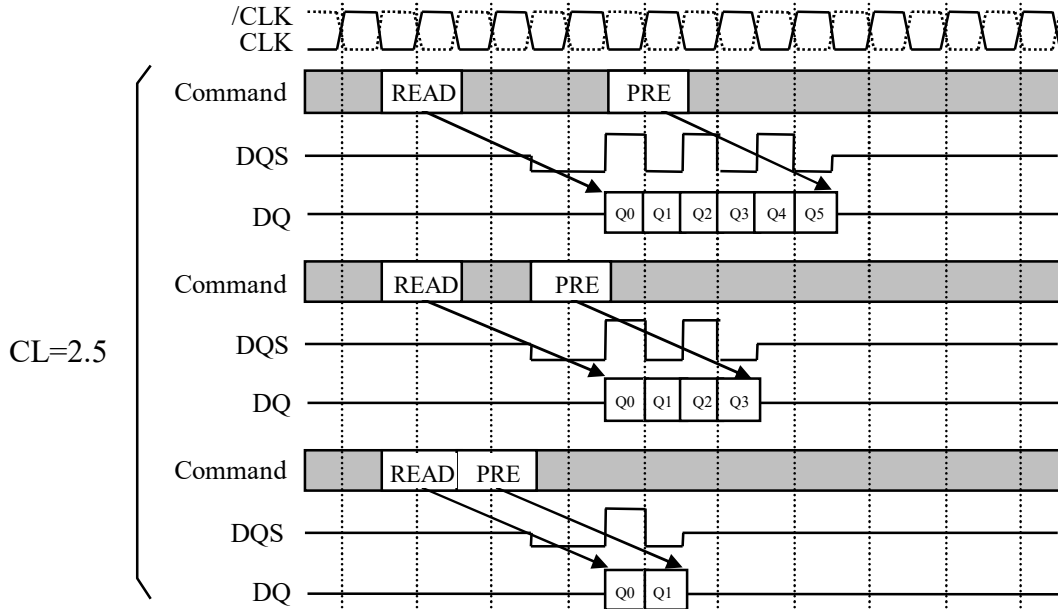 /CLK
CLK
Command READ PRE
DQS
DQ Q0 Q1 Q2 Q3 Q4 Q5
Command READ PRE
CL=2.5
DQS
DQ Q0 Q1 Q2 Q3
Command READ PRE
DQS
DQ Q0 Q1